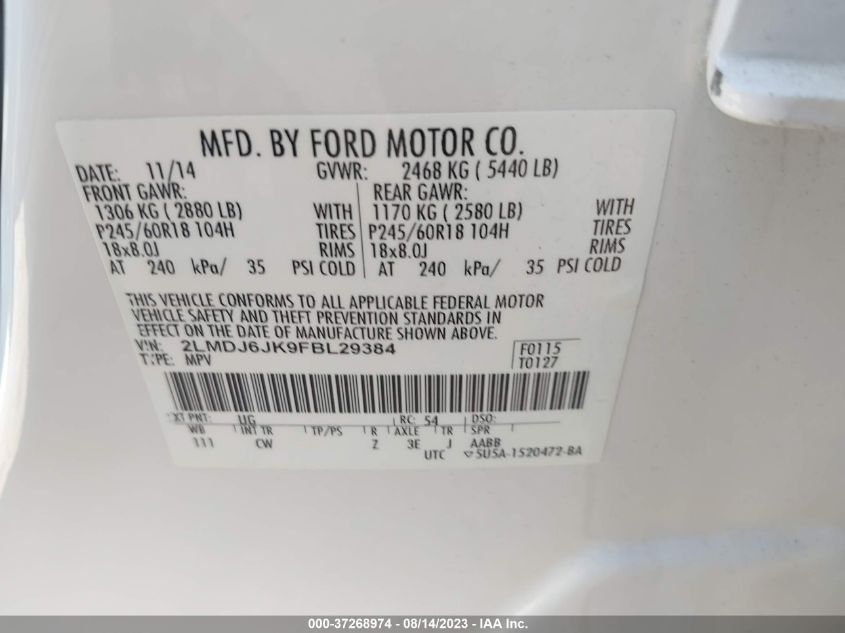 MFD. BY FORD MOTOR CO.
DATE: 11/14 GVWR: 2468 KG ( 5440 LB)
FRONT GAWR: REAR GAWR:
1306 KG ( 2880 LB) WITH 1170 KG ( 2580 LB) WITH
P245/60R18 104H TIRES P245/60R18 104H TIRES
18x8.0J RIMS 18x8.0J RIMS
AT 240 kPa/ 35 PSI COLD AT 240 kPa/ 35 PSI COLD
THIS VEHICLE CONFORMS TO ALL APPLICABLE FEDERAL MOTOR
VEHICLE SAFETY AND THEFT PREVENTION STANDARDS IN
EFFECT ON THE DATE OF MANUFACTURE SHOWN ABOVE.
VIN: 2LMDJ6JK9FBL29384 F0115
TYPE: MPV T0127
EXT PNT: UG RC: 54 DSO:
WB INT TR TP/PS R AXLE TR SPR
111 CW Z 3E J AABB
UTC 5U5A-1520472-BA
000-37268974 - 08/14/2023 - IAA Inc.